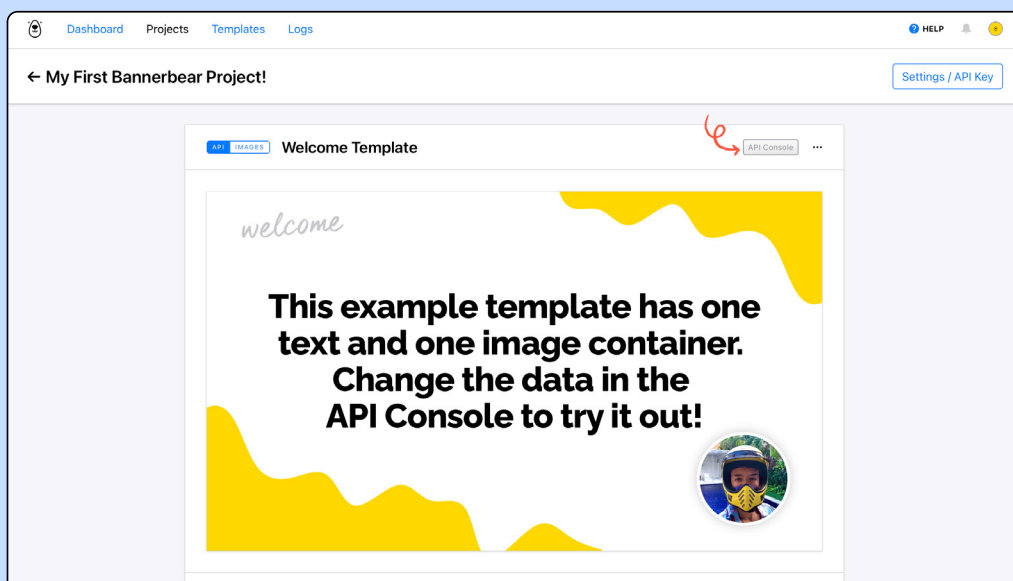 Dashboard Projects Templates Logs HELP
← My First Bannerbear Project! Settings / API Key
API IMAGES Welcome Template API Console ...
welcome
This example template has one
text and one image container.
Change the data in the
API Console to try it out!